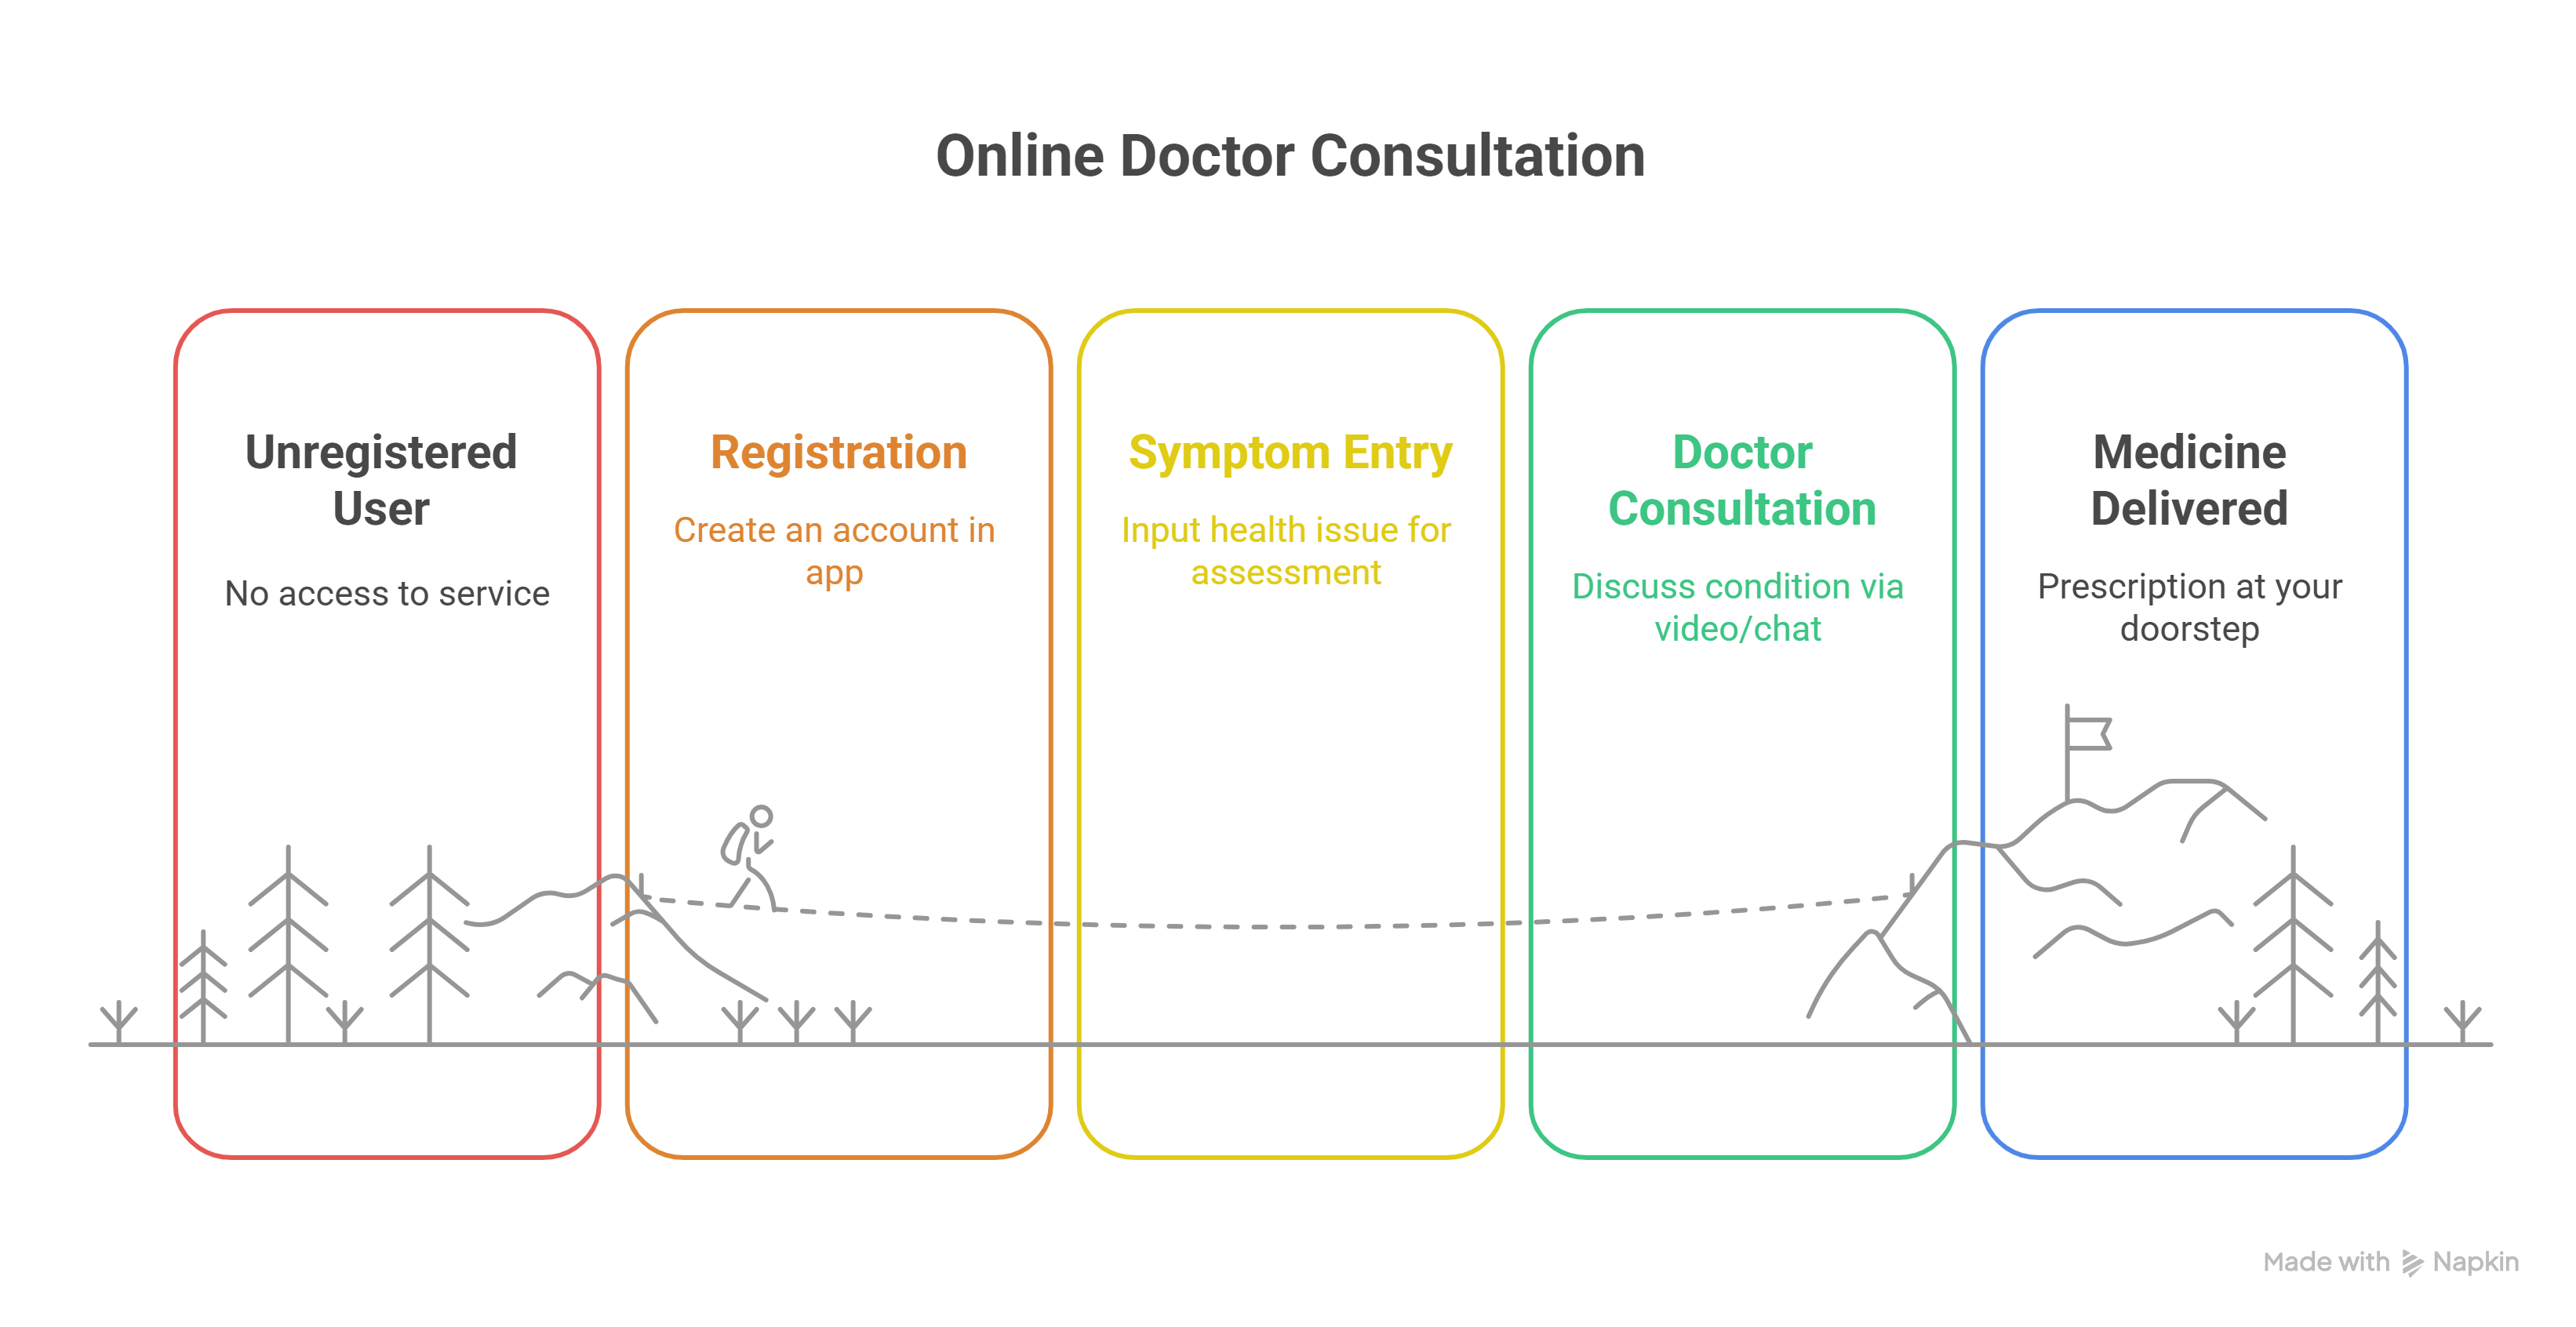 Online Doctor Consultation
Unregistered
User
No access to service
Registration
Create an account in
app
Symptom Entry
Input health issue for
assessment
Doctor
Consultation
Discuss condition via
video/chat
Medicine
Delivered
Prescription at your
doorstep
Made with Napkin